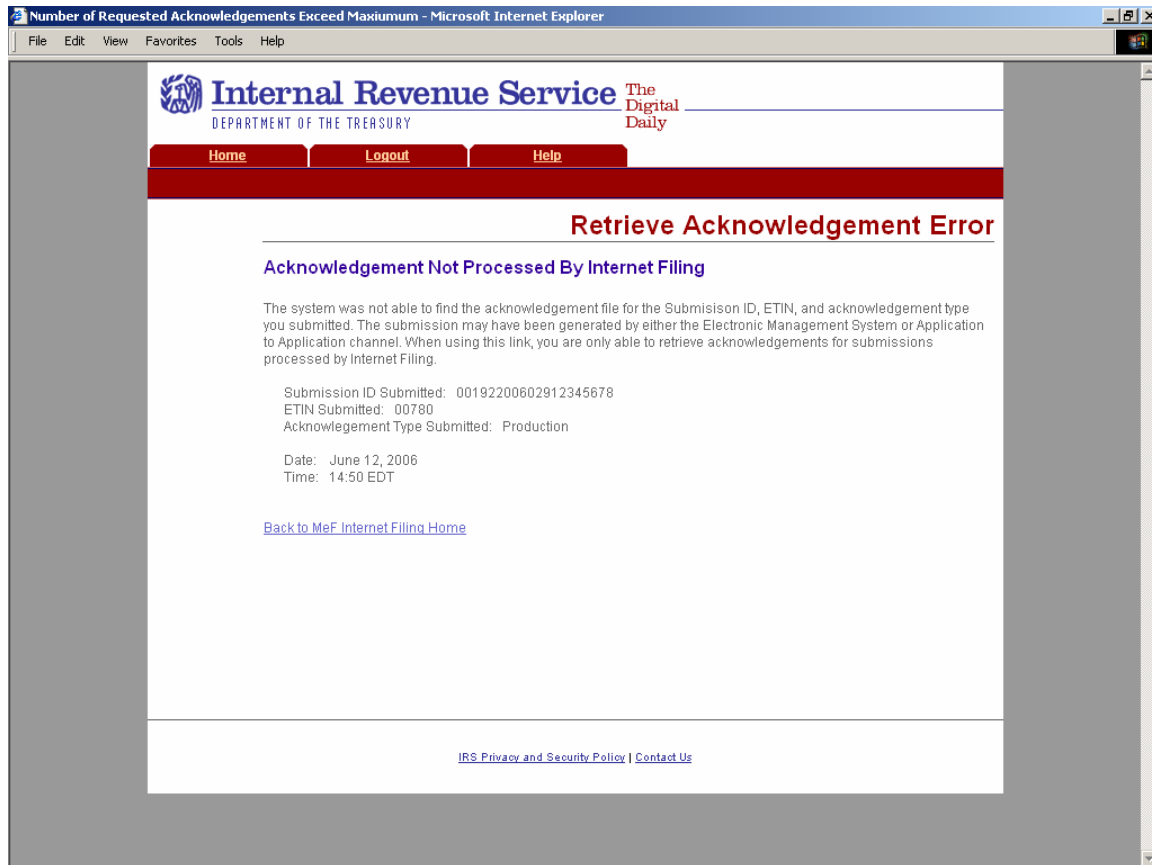 Number of Requested Acknowledgements Exceed Maxiumum - Microsoft Internet Explorer
File Edit View Favorites Tools Help
Internal Revenue Service
DEPARTMENT OF THE TREASURY
The
Digital
Daily
Home Logout Help
Retrieve Acknowledgement Error
Acknowledgement Not Processed By Internet Filing
The system was not able to find the acknowledgement file for the Submisison ID, ETIN, and acknowledgement type
you submitted. The submission may have been generated by either the Electronic Management System or Application
to Application channel. When using this link, you are only able to retrieve acknowledgements for submissions
processed by Internet Filing.
Submission ID Submitted: 00192200602912345678
ETIN Submitted: 00780
Acknowlegement Type Submitted: Production
Date: June 12, 2006
Time: 14:50 EDT
Back to MeF Internet Filing Home
IRS Privacy and Security Policy | Contact Us